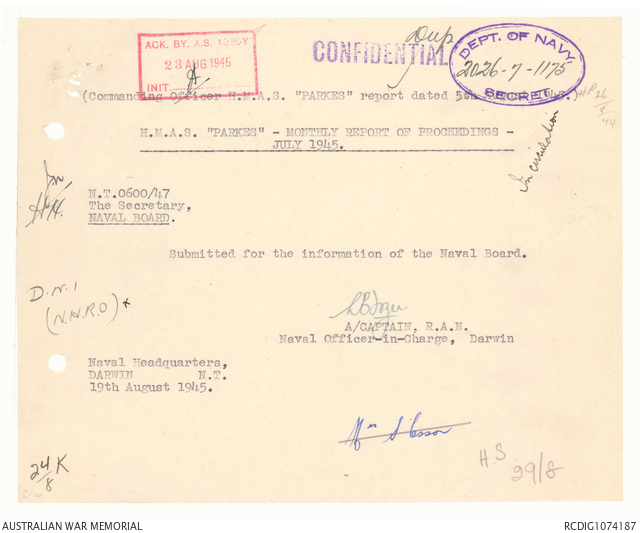 ACK. BY. A.S. 1280Y
23 AUG 1945
INIT.
CONFIDENTIAL
Dup
DEPT. OF NAVY.
2026-7-1175
SECRET
(Commanding Officer H.M.A.S. "PARKES" report dated 5th
In circulation
H.M.A.S. "PARKES" - MONTHLY REPORT OF PROCEEDINGS -
JULY 1945.
N.T.0600/47
The Secretary,
NAVAL BOARD.
Submitted for the information of the Naval Board.
D.N.I
(N.H.R.O) x
A/CAPTAIN, R.A.N.
Naval Officer-in-Charge, Darwin
Naval Headquarters,
DARWIN N.T.
19th August 1945.
24/8 K
H.S
29/8
AUSTRALIAN WAR MEMORIAL
RCDIG1074187